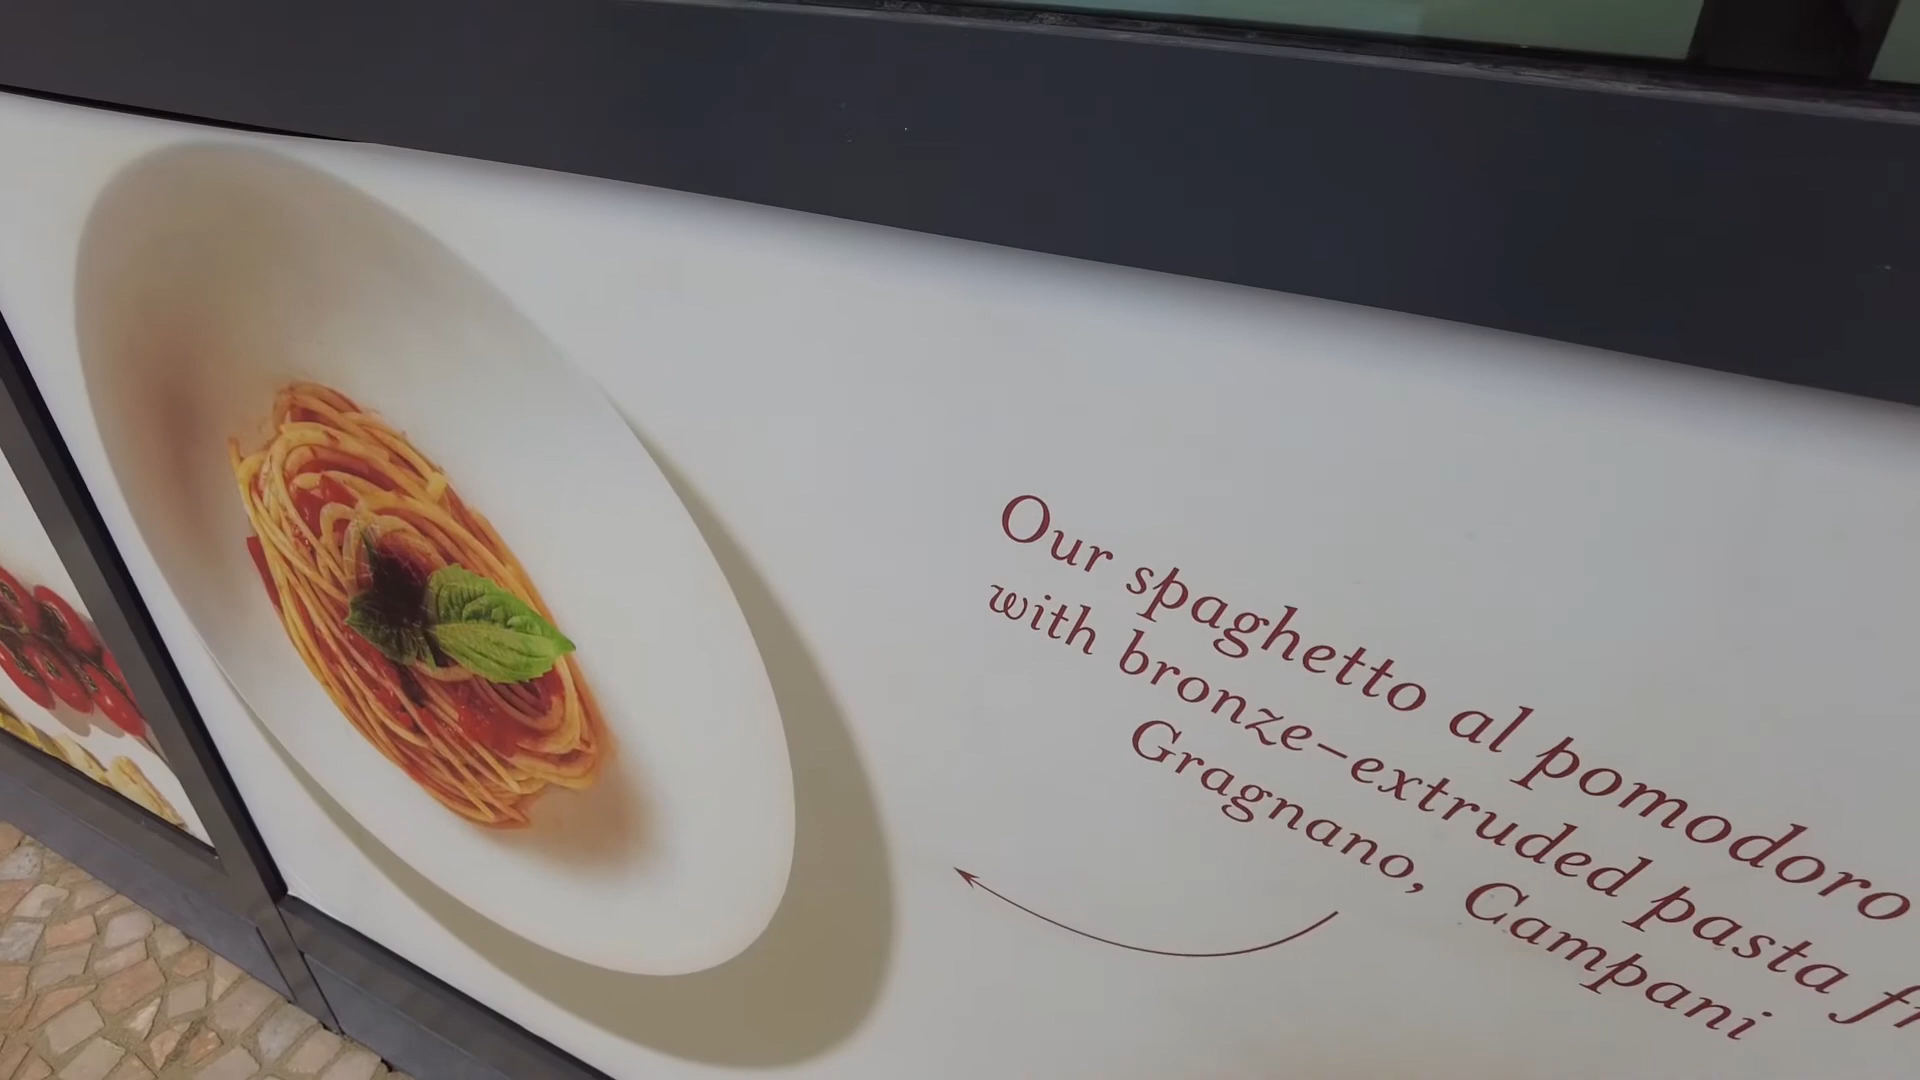 Our spaghetto al pomodoro
with bronze-extruded pasta
Gragnano, Campani